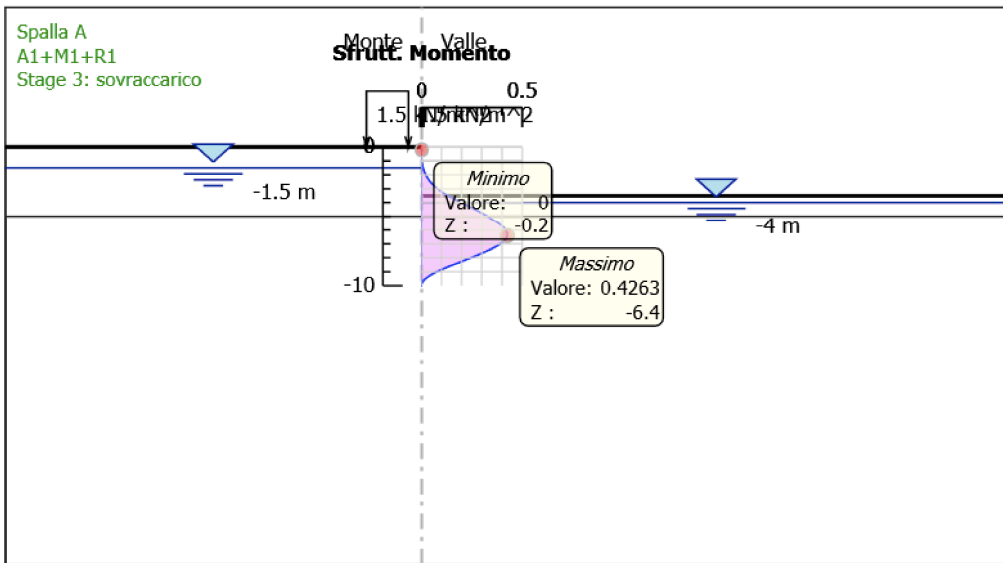 Spalla A
A1+M1+R1
Stage 3: sovraccarico
Monte Valle
Sfrutt. Momento
0 0.5
1.5
0
-1.5 m
-4 m
-10
Minimo
Valore: 0
Z : -0.2
Massimo
Valore: 0.4263
Z : -6.4